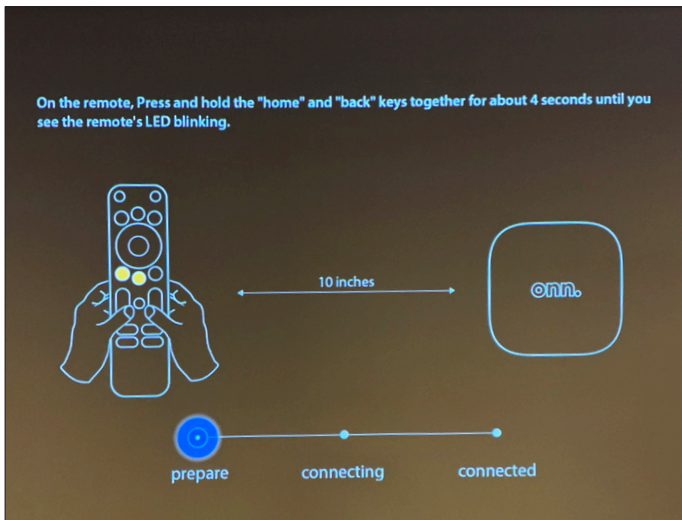 On the remote, Press and hold the "home" and "back" keys together for about 4 seconds until you
see the remote's LED blinking.
10 inches
onn.
prepare
connecting
connected